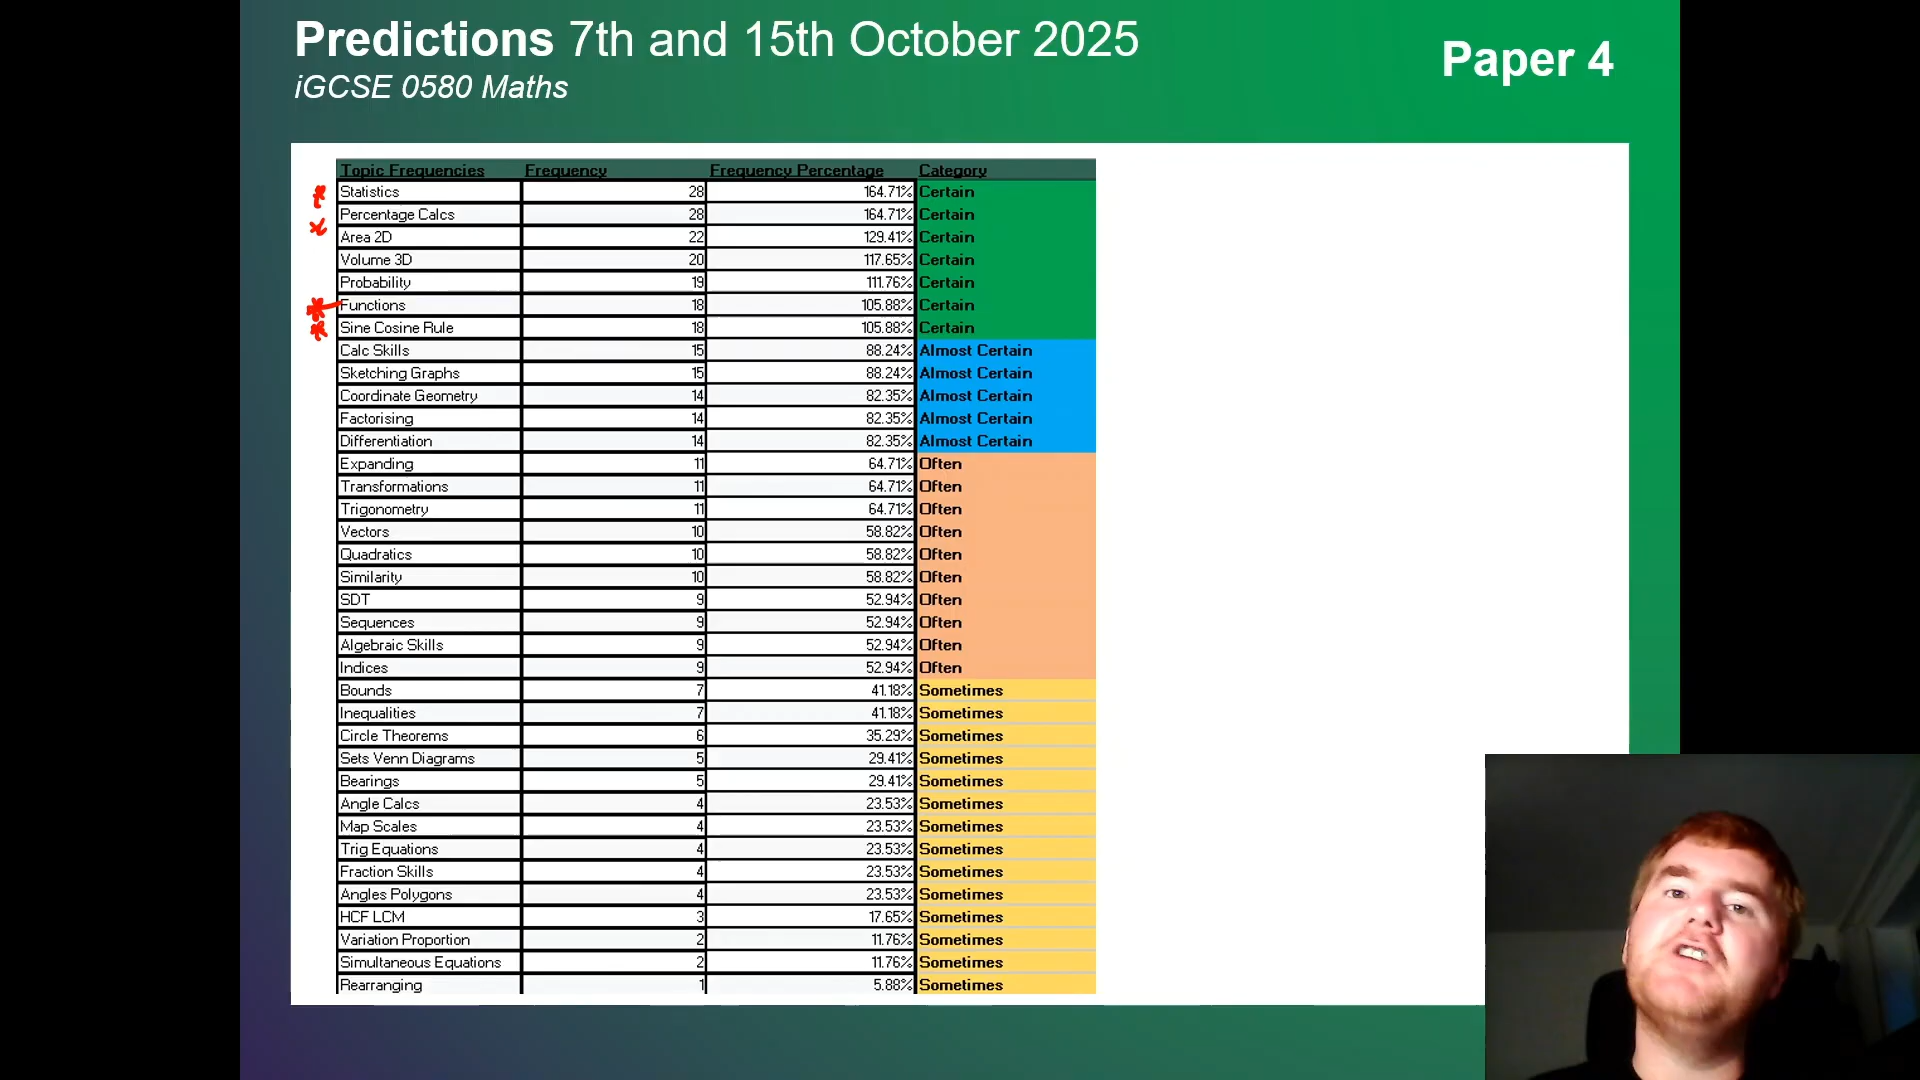 Predictions 7th and 15th October 2025
iGCSE 0580 Maths
Paper 4
Topic Frequencies Frequency Frequency Percentage Category
Statistics 28 164.71% Certain
Percentage Calcs 28 164.71% Certain
Area 2D 22 129.41% Certain
Volume 3D 20 117.65% Certain
Probability 19 111.76% Certain
Functions 18 105.88% Certain
Sine Cosine Rule 18 105.88% Certain
Calc Skills 15 88.24% Almost Certain
Sketching Graphs 15 88.24% Almost Certain
Coordinate Geometry 14 82.35% Almost Certain
Factorising 14 82.35% Almost Certain
Differentiation 14 82.35% Almost Certain
Expanding 11 64.71% Often
Transformations 11 64.71% Often
Trigonometry 11 64.71% Often
Vectors 10 58.82% Often
Quadratics 10 58.82% Often
Similarity 10 58.82% Often
SDT 9 52.94% Often
Sequences 9 52.94% Often
Algebraic Skills 9 52.94% Often
Indices 9 52.94% Often
Bounds 7 41.18% Sometimes
Inequalities 7 41.18% Sometimes
Circle Theorems 6 35.29% Sometimes
Sets Venn Diagrams 5 29.41% Sometimes
Bearings 5 29.41% Sometimes
Angle Calcs 4 23.53% Sometimes
Map Scales 4 23.53% Sometimes
Trig Equations 4 23.53% Sometimes
Fraction Skills 4 23.53% Sometimes
Angles Polygons 4 23.53% Sometimes
HCF LCM 3 17.65% Sometimes
Variation Proportion 2 11.76% Sometimes
Simultaneous Equations 2 11.76% Sometimes
Rearranging 1 5.88% Sometimes